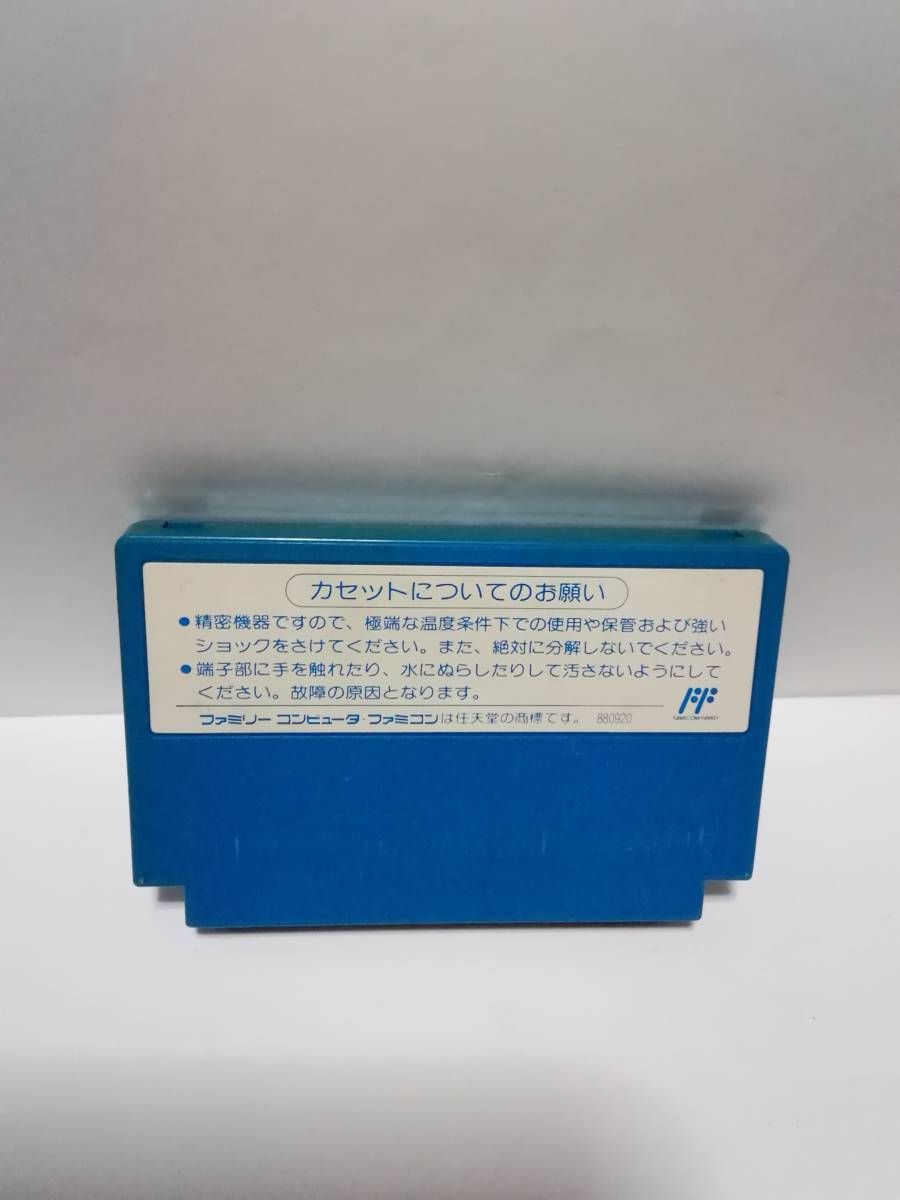 カセットについてのお願い
●精密機器ですので、極端な温度条件下での使用や保管および強い
ショックをさけてください。また、絶対に分解しないでください。
●端子部に手を触れたり、水にぬらしたりして汚さないようにして
ください。故障の原因となります。
ファミリー コンピュータ・ファミコンは任天堂の商標です。 880920
FF